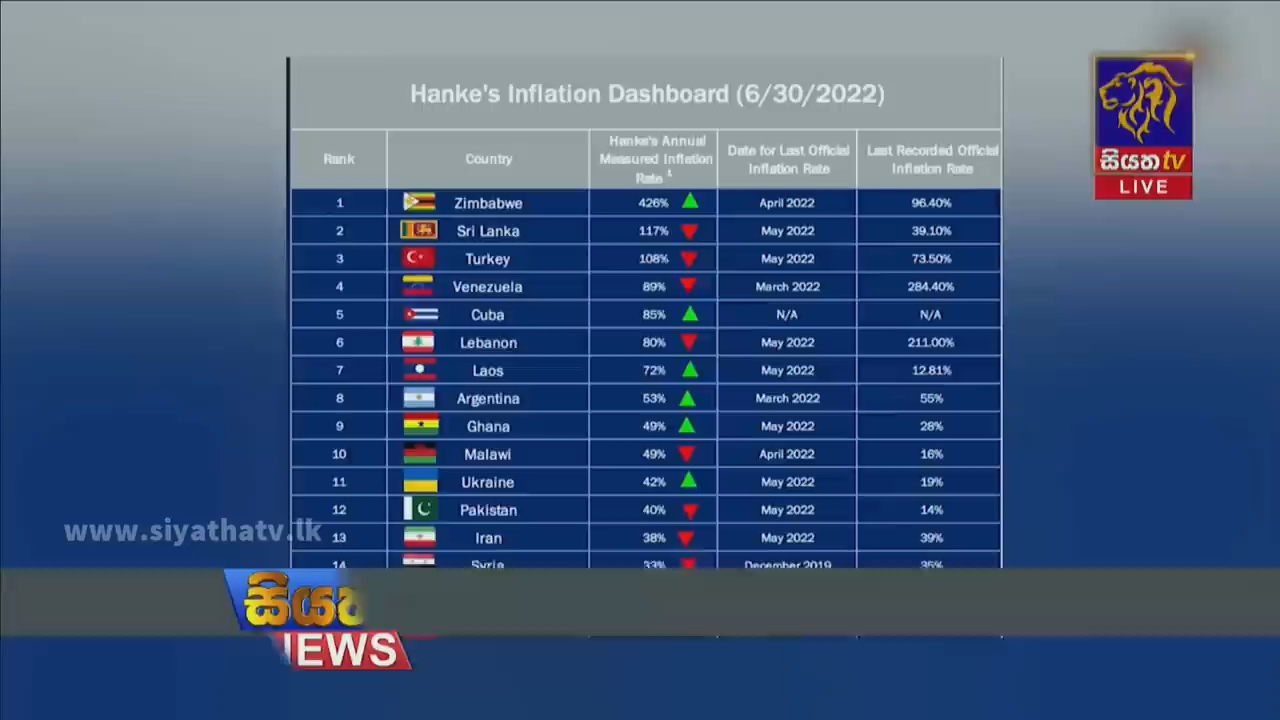 Hanke's Inflation Dashboard (6/30/2022)
සියත tv
LIVE
Rank Country Hanke's Annual Measured Inflation Rate 1 Date for Last Official Inflation Rate Last Recorded Official Inflation Rate
1 Zimbabwe 426% April 2022 96.40%
2 Sri Lanka 117% May 2022 39.10%
3 Turkey 108% May 2022 73.50%
4 Venezuela 89% March 2022 284.40%
5 Cuba 85% N/A N/A
6 Lebanon 80% May 2022 211.00%
7 Laos 72% May 2022 12.81%
8 Argentina 53% March 2022 55%
9 Ghana 49% May 2022 28%
10 Malawi 49% April 2022 16%
11 Ukraine 42% May 2022 19%
12 Pakistan 40% May 2022 14%
www.siyathatv.lk
13 Iran 38% May 2022 39%
14 Syria 33% December 2019 35%
සියත
NEWS